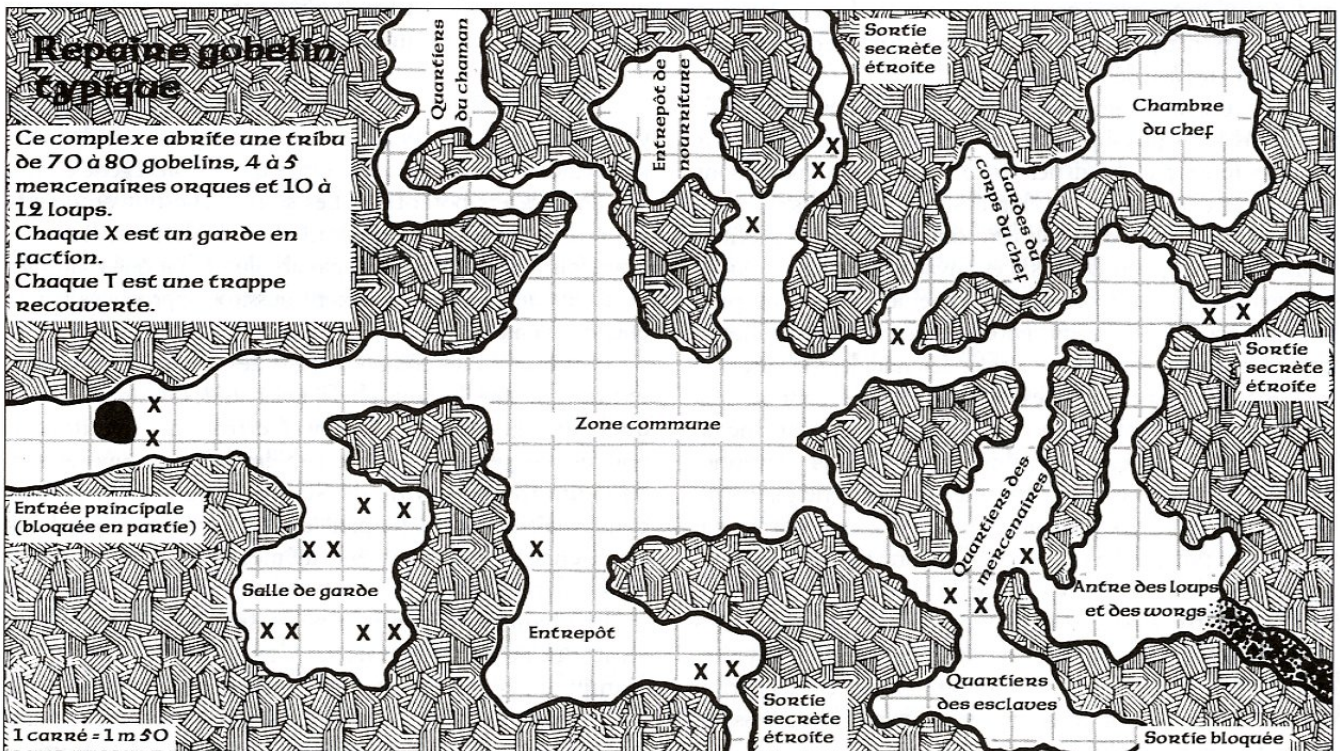 Repaire gobelin
typique
Ce complexe abrite une tribu
de 70 à 80 gobelins, 4 à 5
mercenaires orques et 10 à
12 loups.
Chaque X est un garde en
faction.
Chaque T est une trappe
recouverte.
Quartiers
du chaman
Entrepôt de
nourriture
Sortie
secrète
étroite
Chambre
du chef
Gardes du
corps du chef
X
X
X
X
X X
Sortie
secrète
étroite
X
X
Zone commune
Entrée principale
(bloquée en partie)
X X
X X
X
Salle de garde
X X X X
Quartiers des
mercenaires
X
X X
Antre des loups
et des worgs
Entrepôt
X X
Quartiers
des esclaves
Sortie
secrète
étroite
Sortie bloquée
1 carré = 1 m 50